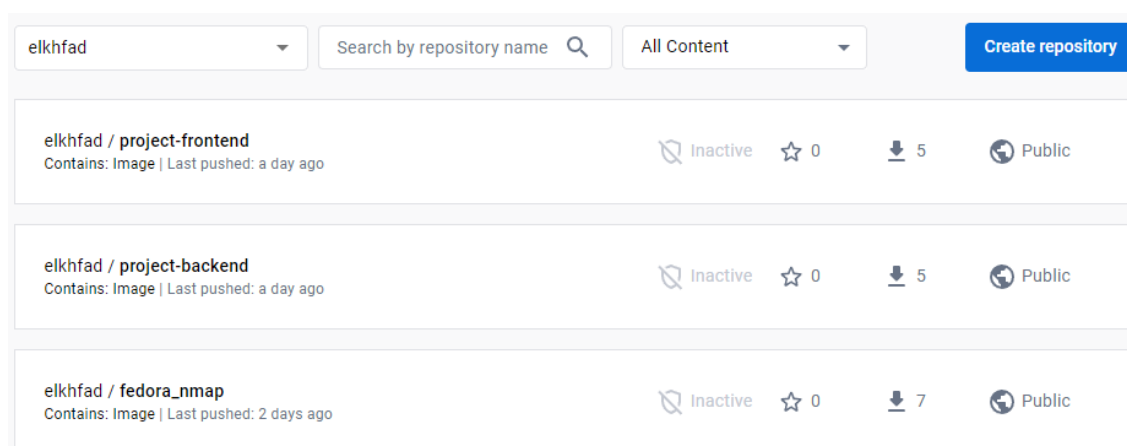 elkhfad
Search by repository name
All Content
Create repository
elkhfad / project-frontend
Contains: Image | Last pushed: a day ago
Inactive
0
5
Public
elkhfad / project-backend
Contains: Image | Last pushed: a day ago
Inactive
0
5
Public
elkhfad / fedora_nmap
Contains: Image | Last pushed: 2 days ago
Inactive
0
7
Public